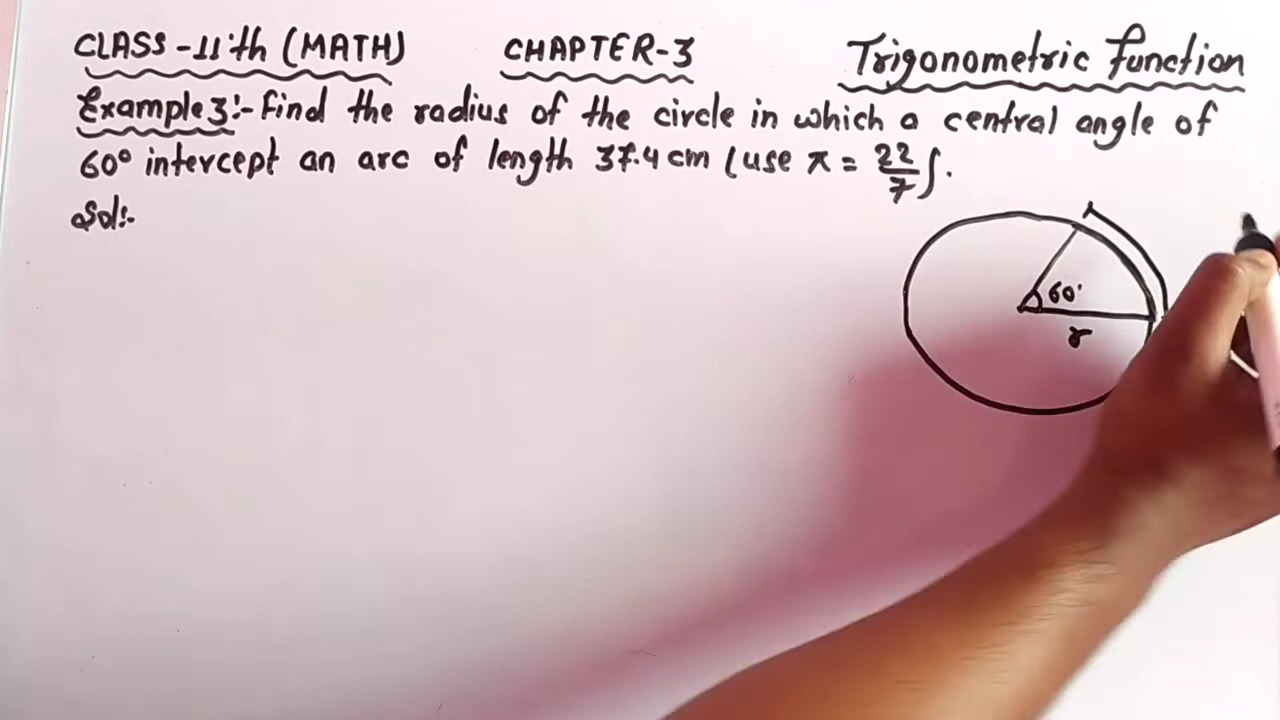 CLASS-11th (MATH) CHAPTER-3 Trigonometric function
Example 3:- Find the radius of the circle in which a central angle of
60° intercept an arc of length 37.4 cm (use π = 22/7).
Sol:-
60°
r